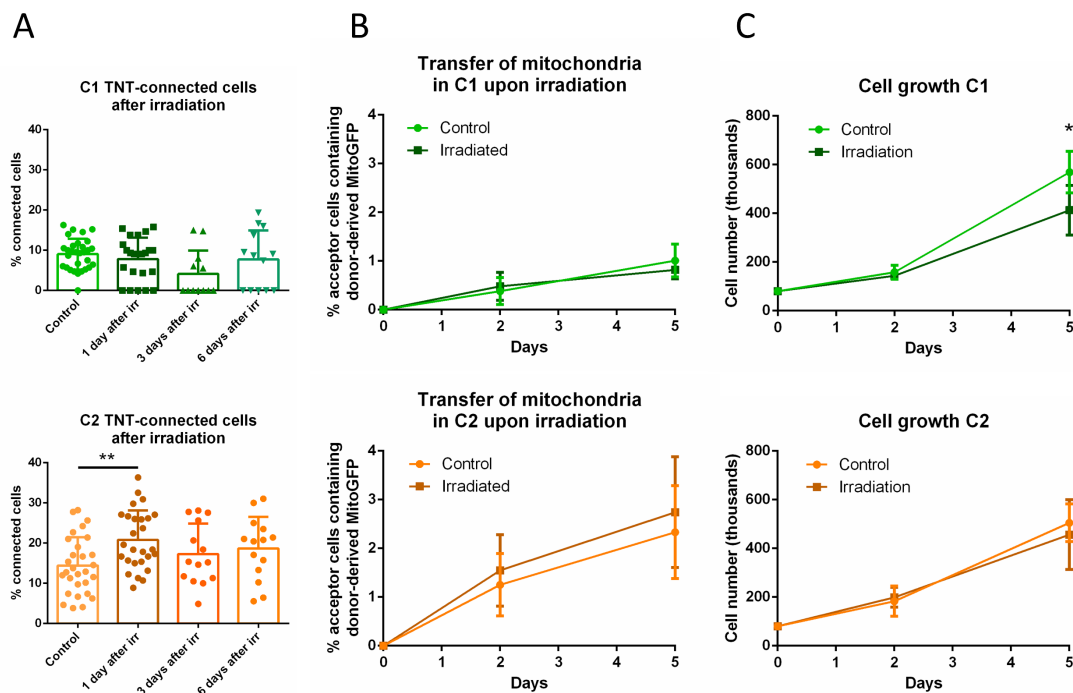 A
B
C
C1 TNT-connected cells
after irradiation
% connected cells
40
30
20
10
0
Control
1 day after irr
3 days after irr
6 days after irr
Transfer of mitochondria
in C1 upon irradiation
% acceptor cells containing
donor-derived MitoGFP
4
3
2
1
0
Control
Irradiated
0
1
2
3
4
5
Days
Cell growth C1
Cell number (thousands)
800
600
400
200
0
Control
Irradiation
*
0
1
2
3
4
5
Days
C2 TNT-connected cells
after irradiation
% connected cells
40
30
20
10
0
**
Control
1 day after irr
3 days after irr
6 days after irr
Transfer of mitochondria
in C2 upon irradiation
% acceptor cells containing
donor-derived MitoGFP
4
3
2
1
0
Control
Irradiated
0
1
2
3
4
5
Days
Cell growth C2
Cell number (thousands)
800
600
400
200
0
Control
Irradiation
0
1
2
3
4
5
Days